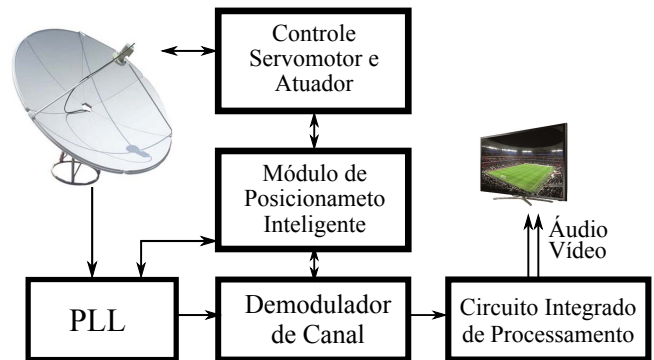 Controle
Servomotor e
Atuador
Módulo de
Posicionameto
Inteligente
Áudio
Vídeo
PLL
Demodulador
de Canal
Circuito Integrado
de Processamento